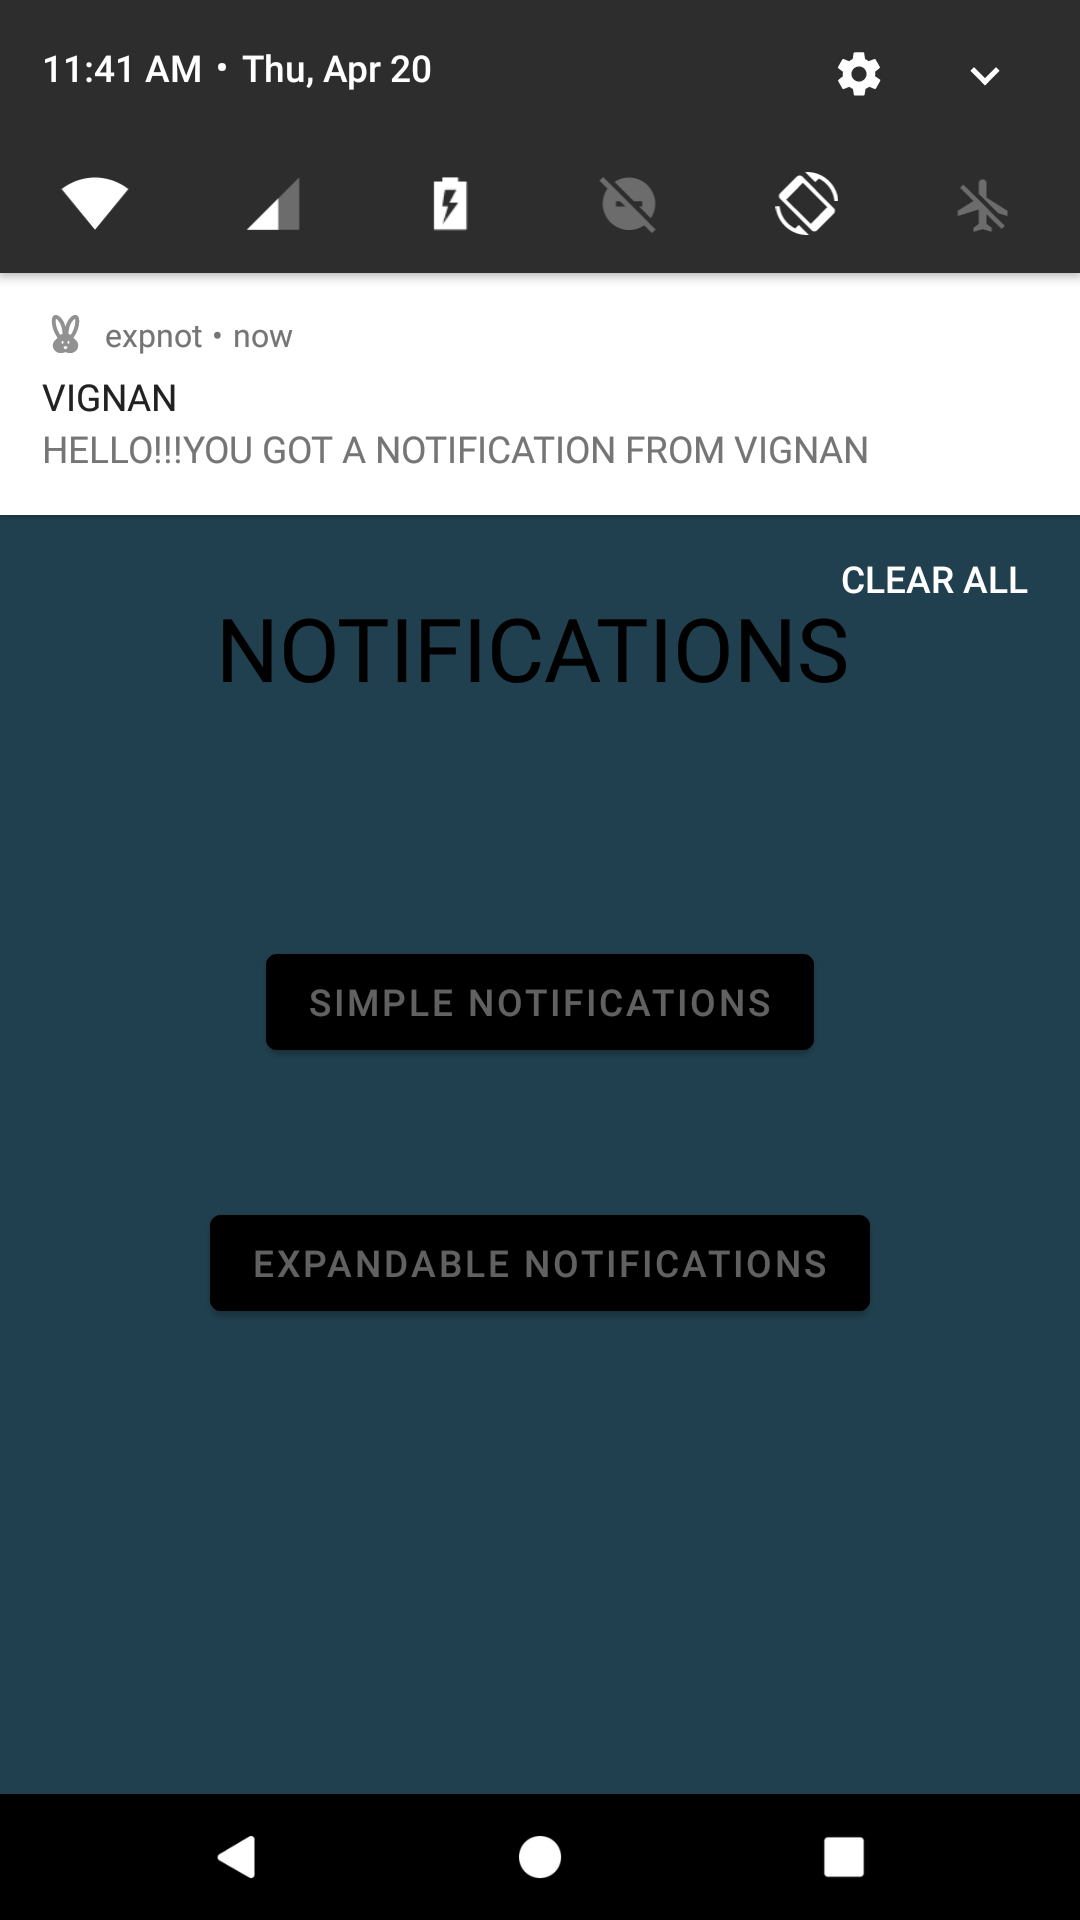 11:41 AM • Thu, Apr 20
expnot • now
VIGNAN
HELLO!!!YOU GOT A NOTIFICATION FROM VIGNAN
CLEAR ALL
NOTIFICATIONS
SIMPLE NOTIFICATIONS
EXPANDABLE NOTIFICATIONS